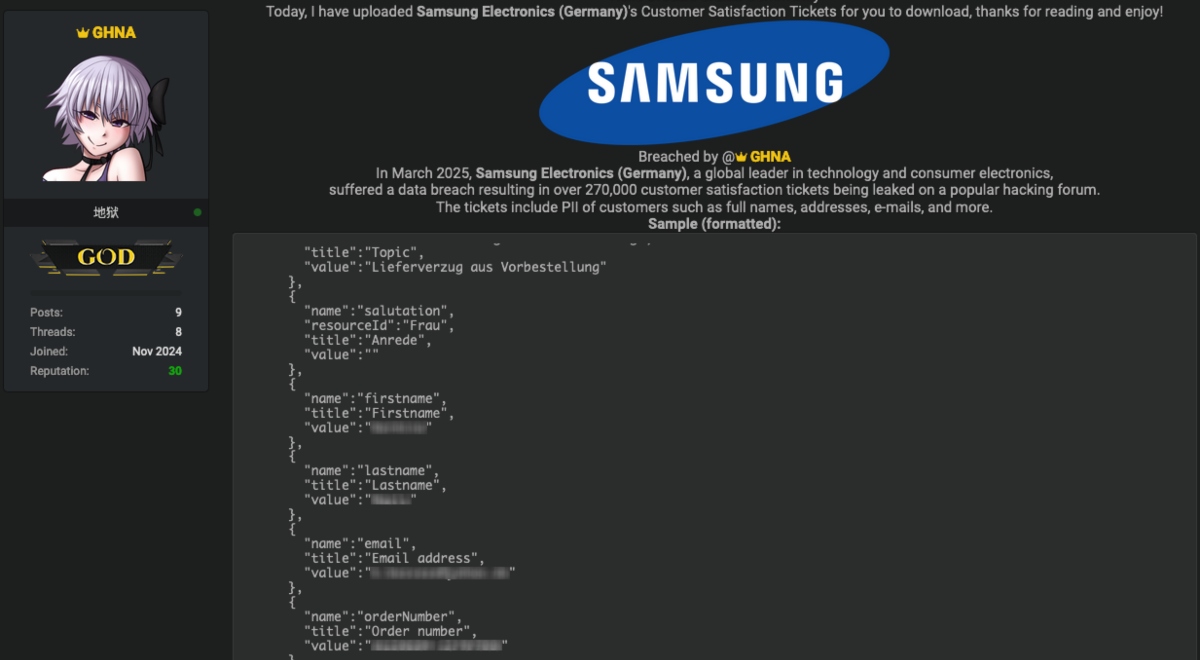 Today, I have uploaded Samsung Electronics (Germany)'s Customer Satisfaction Tickets for you to download, thanks for reading and enjoy!
GHNA
SAMSUNG
Breached by @GHNA
In March 2025, Samsung Electronics (Germany), a global leader in technology and consumer electronics,
suffered a data breach resulting in over 270,000 customer satisfaction tickets being leaked on a popular hacking forum.
The tickets include PII of customers such as full names, addresses, e-mails, and more.
Sample (formatted):
地狱
GOD
Posts: 9
Threads: 8
Joined: Nov 2024
Reputation: 30
"title":"Topic",
"value":"Lieferverzug aus Vorbestellung"
},
{
"name":"salutation",
"resourceId":"Frau",
"title":"Anrede",
"value":""
},
{
"name":"firstname",
"title":"Firstname",
"value":" "
},
{
"name":"lastname",
"title":"Lastname",
"value":" "
},
{
"name":"email",
"title":"Email address",
"value":" "
},
{
"name":"orderNumber",
"title":"Order number",
"value":" "